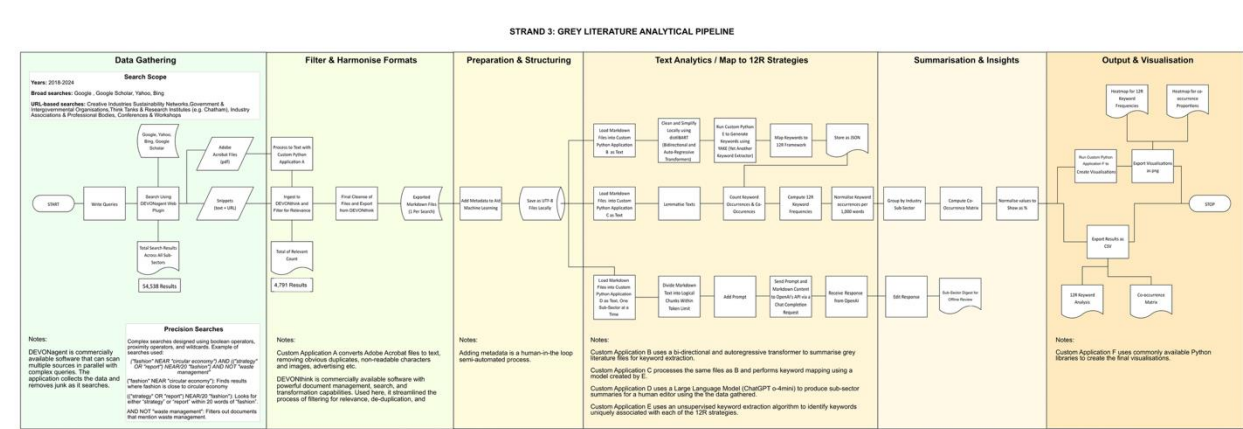 STRAND 3: GREY LITERATURE ANALYTICAL PIPELINE
Data Gathering
Search Scope
Years: 2018-2024
Broad searches: Google , Google Scholar, Yahoo, Bing
URL-based searches: Creative Industries Sustainability Networks,Government &
Intergovernmental Organisations,Think Tanks & Research Institutes (e.g. Chatham), Industry
Associations & Professional Bodies, Conferences & Workshops
START
Write Queries
Google, Yahoo,
Bing, Google
Scholar
Search Using
DEVONagent Web
Plugin
Total Search Results
Across All Sub-
Sectors
54,538 Results
Adobe
Acrobat Files
(pdf)
Snippets
(text + URL)
Notes:
DEVONagent is commercially
available software that can scan
multiple sources in parallel with
complex queries. The
application collects the data and
removes junk as it searches.
Precision Searches
Complex searches designed using boolean operators,
proximity operators, and wildcards. Example of
searches used:
("fashion" NEAR "circular economy") AND (("strategy"
OR "report") NEAR/20 "fashion") AND NOT "waste
management"
("fashion" NEAR "circular economy"): Finds results
where fashion is close to circular economy
(("strategy" OR "report") NEAR/20 "fashion"): Looks for
either "strategy" or "report" within 20 words of "fashion".
AND NOT "waste management": Filters out documents
that mention waste management.
Filter & Harmonise Formats
Process to Text with
Custom Python
Application A
Ingest to
DEVONthink and
Filter for Relevance
Total of Relevant
Count
4,791 Results
Final Cleanse of
Files and Export
from DEVONthink
Exported
Markdown Files
(1 Per Search)
Notes:
Custom Application A converts Adobe Acrobat files to text,
removing obvious duplicates, non-readable characters
and images, advertising etc.
DEVONthink is commercially available software with
powerful document management, search, and
transformation capabilities. Used here, it streamlined the
process of filtering for relevance, de-duplication, and
Preparation & Structuring
Add Metadata to Aid
Machine Learning
Save as UTF-8
Files Locally
Notes:
Adding metadata is a human-in-the loop
semi-automated process.
Text Analytics / Map to 12R Strategies
Load Markdown
Files into Custom
Python Application
B as Text
Clean and Simplify
Locally using
distilBART
(Bidirectional and
Auto-Regressive
Transformers)
Run Custom Python
E to Generate
Keywords using
YAKE (Yet Another
Keyword Extractor)
Map Keywords to
12R Framework
Store as JSON
Load Markdown
Files into Custom
Python Application
C as Text
Lemmatise Texts
Count Keyword
Occurrences & Co-
Occurences
Compute 12R
Keyword
Frequencies
Normalise Keyword
occurrences per
1,000 words
Load Markdown
Files into Custom
Python Application
D as Text, One
Sub-Sector at a
Time
Divide Markdown
Text into Logical
Chunks Within
Token Limit
Add Prompt
Send Prompt and
Markdown Content
to OpenAI's API via a
Chat Completion
Request
Receive Response
from OpenAI
Notes:
Custom Application B uses a bi-directional and autoregressive transformer to summarise grey
literature files for keyword extraction.
Custom Application C processes the same files as B and performs keyword mapping using a
model created by E.
Custom Application D uses a Large Language Model (ChatGPT o-4mini) to produce sub-sector
summaries for a human editor using the the data gathered.
Custom Application E uses an unsupervised keyword extraction algorithm to identify keywords
uniquely associated with each of the 12R strategies.
Summarisation & Insights
Group by Industry
Sub-Sector
Compute Co-
Occurrence Matrix
Normalise values to
Show as %
Edit Response
Sub-Sector Digest for
Offline Review
Output & Visualisation
Heatmap for 12R
Keyword
Frequencies
Heatmap for co-
occurrence
Proportions
Run Custom Python
Application F to
Create Visualisations
Export Visualisations
as png
STOP
Export Results as
CSV
12R Keyword
Analysis
Co-occurrence
Matrix
Notes:
Custom Application F uses commonly available Python
libraries to create the final visualisations.